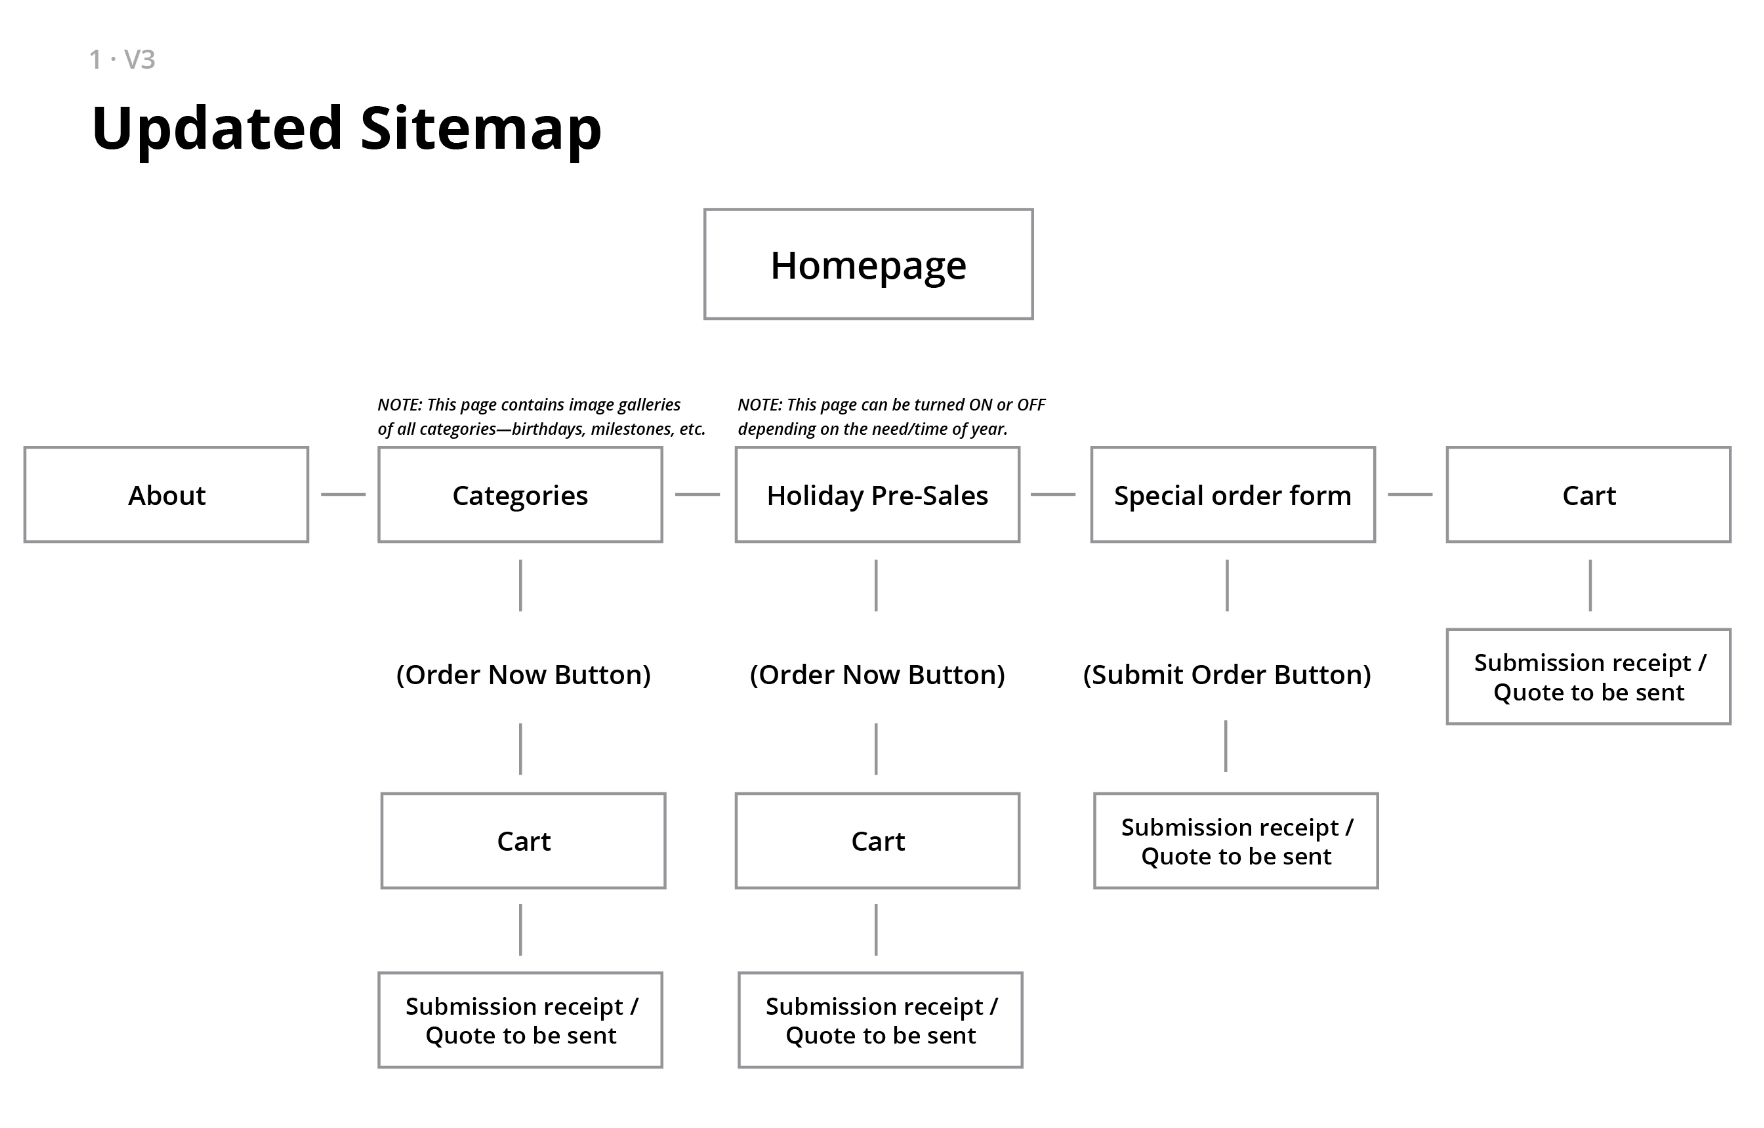 1 · V3
Updated Sitemap
Homepage
NOTE: This page contains image galleries
of all categories—birthdays, milestones, etc.
NOTE: This page can be turned ON or OFF
depending on the need/time of year.
About
Categories
Holiday Pre-Sales
Special order form
Cart
(Order Now Button)
(Order Now Button)
(Submit Order Button)
Submission receipt /
Quote to be sent
Cart
Cart
Submission receipt /
Quote to be sent
Submission receipt /
Quote to be sent
Submission receipt /
Quote to be sent